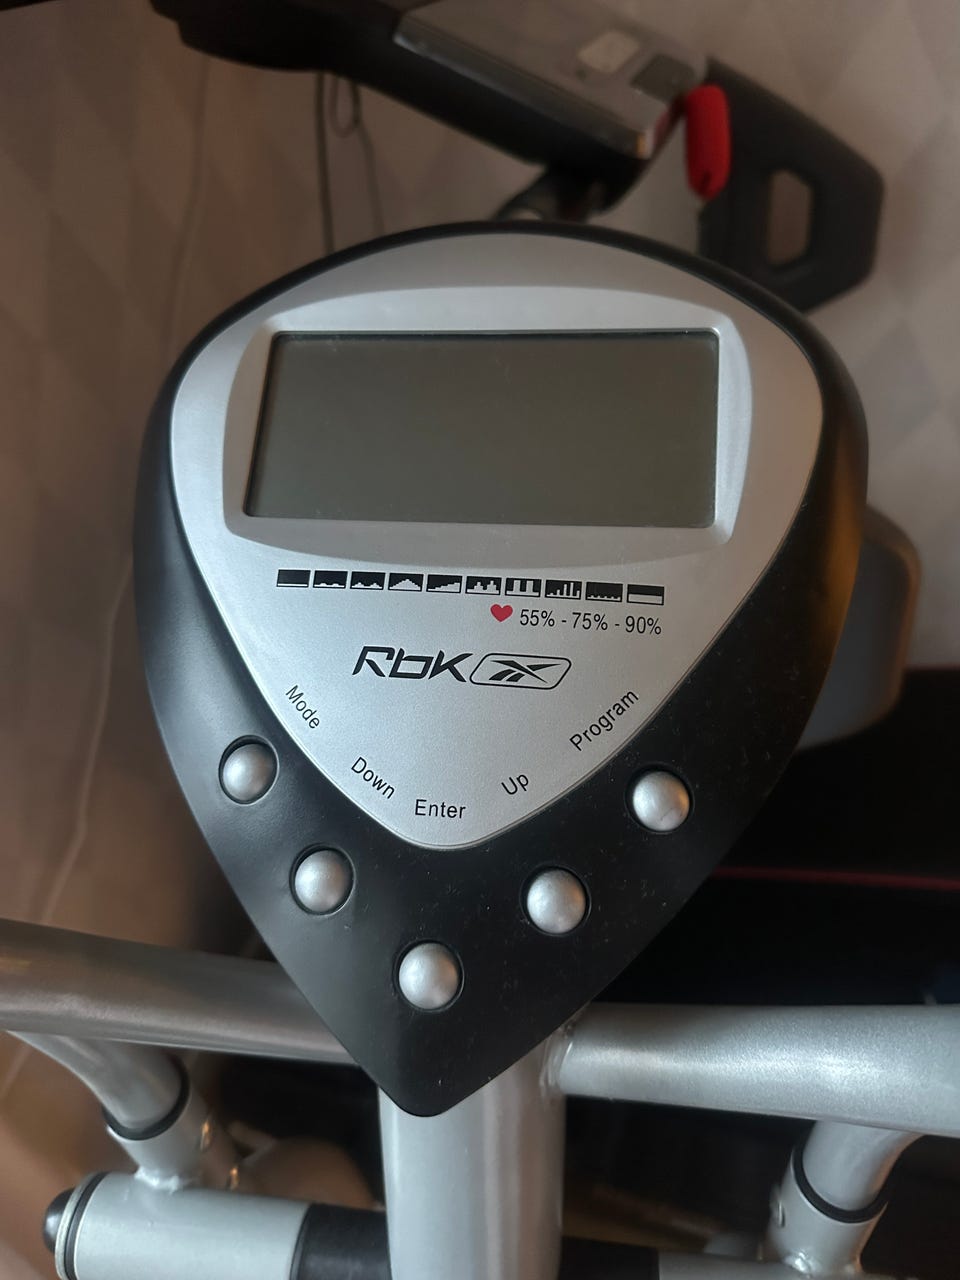 55% - 75% - 90%
RbK
Mode
Down
Enter
Up
Program